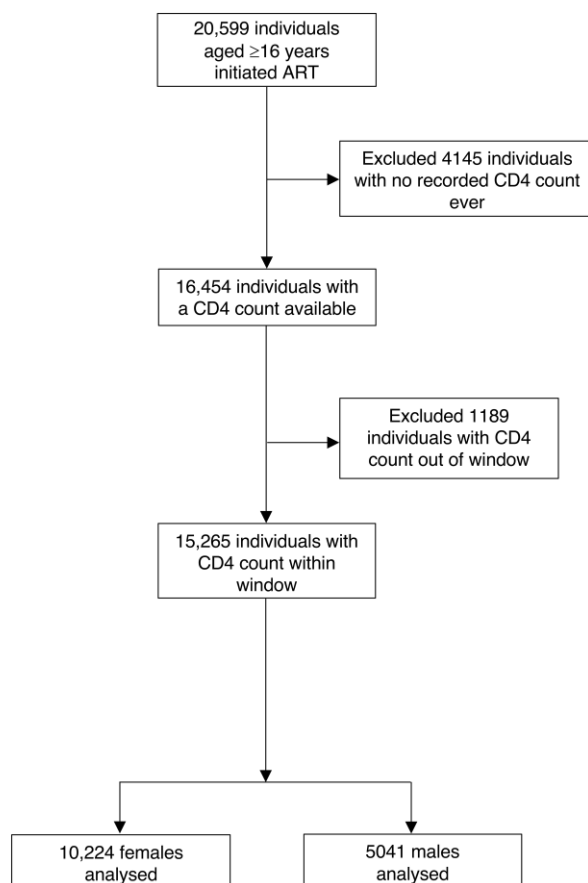 20,599 individuals
aged ≥16 years
initiated ART
Excluded 4145 individuals
with no recorded CD4 count
ever
16,454 individuals with
a CD4 count available
Excluded 1189
individuals with CD4
count out of window
15,265 individuals with
CD4 count within
window
10,224 females
analysed
5041 males
analysed